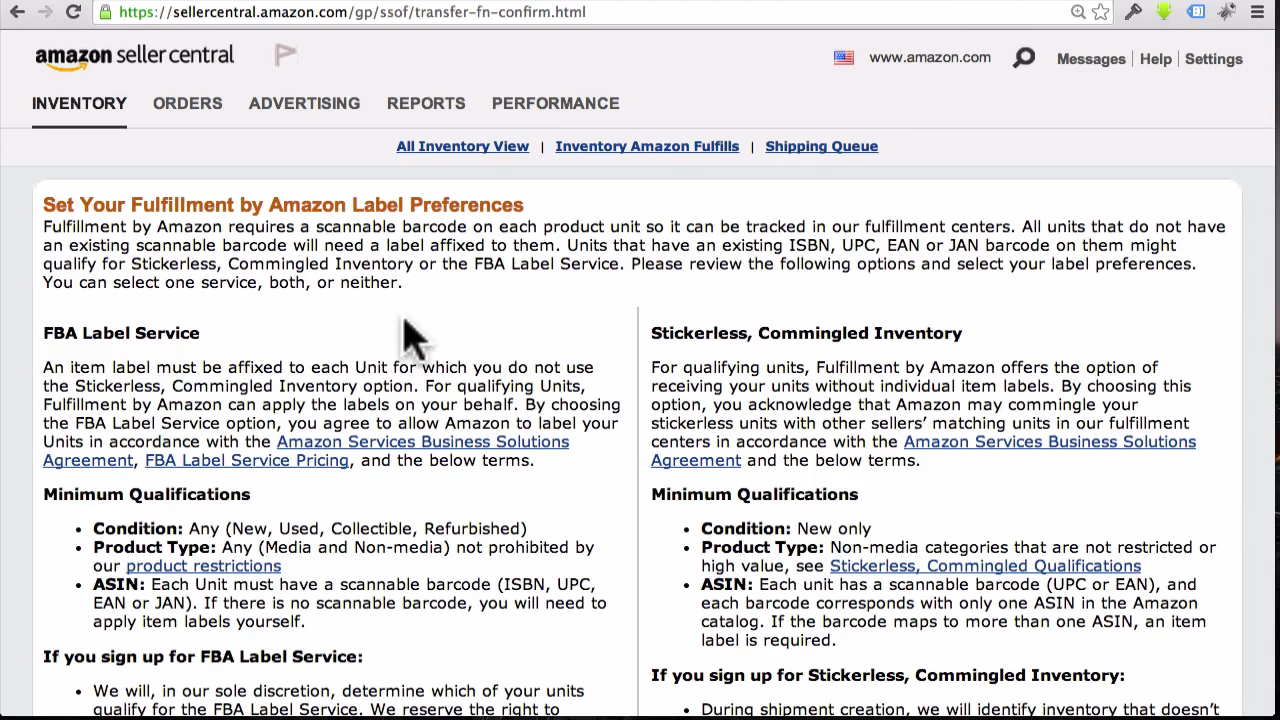 https://sellercentral.amazon.com/gp/ssof/transfer-fn-confirm.html
amazon seller central
www.amazon.com
Messages | Help | Settings
INVENTORY ORDERS ADVERTISING REPORTS PERFORMANCE
All Inventory View | Inventory Amazon Fulfills | Shipping Queue
Set Your Fulfillment by Amazon Label Preferences
Fulfillment by Amazon requires a scannable barcode on each product unit so it can be tracked in our fulfillment centers. All units that do not have
an existing scannable barcode will need a label affixed to them. Units that have an existing ISBN, UPC, EAN or JAN barcode on them might
qualify for Stickerless, Commingled Inventory or the FBA Label Service. Please review the following options and select your label preferences.
You can select one service, both, or neither.
FBA Label Service
An item label must be affixed to each Unit for which you do not use
the Stickerless, Commingled Inventory option. For qualifying Units,
Fulfillment by Amazon can apply the labels on your behalf. By choosing
the FBA Label Service option, you agree to allow Amazon to label your
Units in accordance with the Amazon Services Business Solutions
Agreement, FBA Label Service Pricing, and the below terms.
Minimum Qualifications
• Condition: Any (New, Used, Collectible, Refurbished)
• Product Type: Any (Media and Non-media) not prohibited by
our product restrictions
• ASIN: Each Unit must have a scannable barcode (ISBN, UPC,
EAN or JAN). If there is no scannable barcode, you will need to
apply item labels yourself.
If you sign up for FBA Label Service:
• We will, in our sole discretion, determine which of your units
qualify for the FBA Label Service. We reserve the right to
Stickerless, Commingled Inventory
For qualifying units, Fulfillment by Amazon offers the option of
receiving your units without individual item labels. By choosing this
option, you acknowledge that Amazon may commingle your
stickerless units with other sellers' matching units in our fulfillment
centers in accordance with the Amazon Services Business Solutions
Agreement and the below terms.
Minimum Qualifications
• Condition: New only
• Product Type: Non-media categories that are not restricted or
high value, see Stickerless, Commingled Qualifications
• ASIN: Each unit has a scannable barcode (UPC or EAN), and
each barcode corresponds with only one ASIN in the Amazon
catalog. If the barcode maps to more than one ASIN, an item
label is required.
If you sign up for Stickerless, Commingled Inventory:
• During shipment creation, we will identify inventory that doesn't